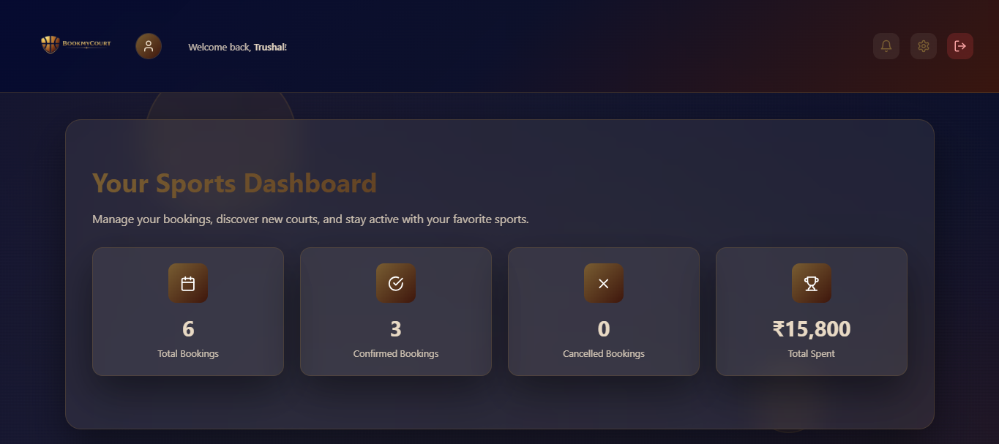 BOOKMYCOURT
Welcome back, Trushal!
Your Sports Dashboard
Manage your bookings, discover new courts, and stay active with your favorite sports.
6
Total Bookings
3
Confirmed Bookings
0
Cancelled Bookings
₹15,800
Total Spent